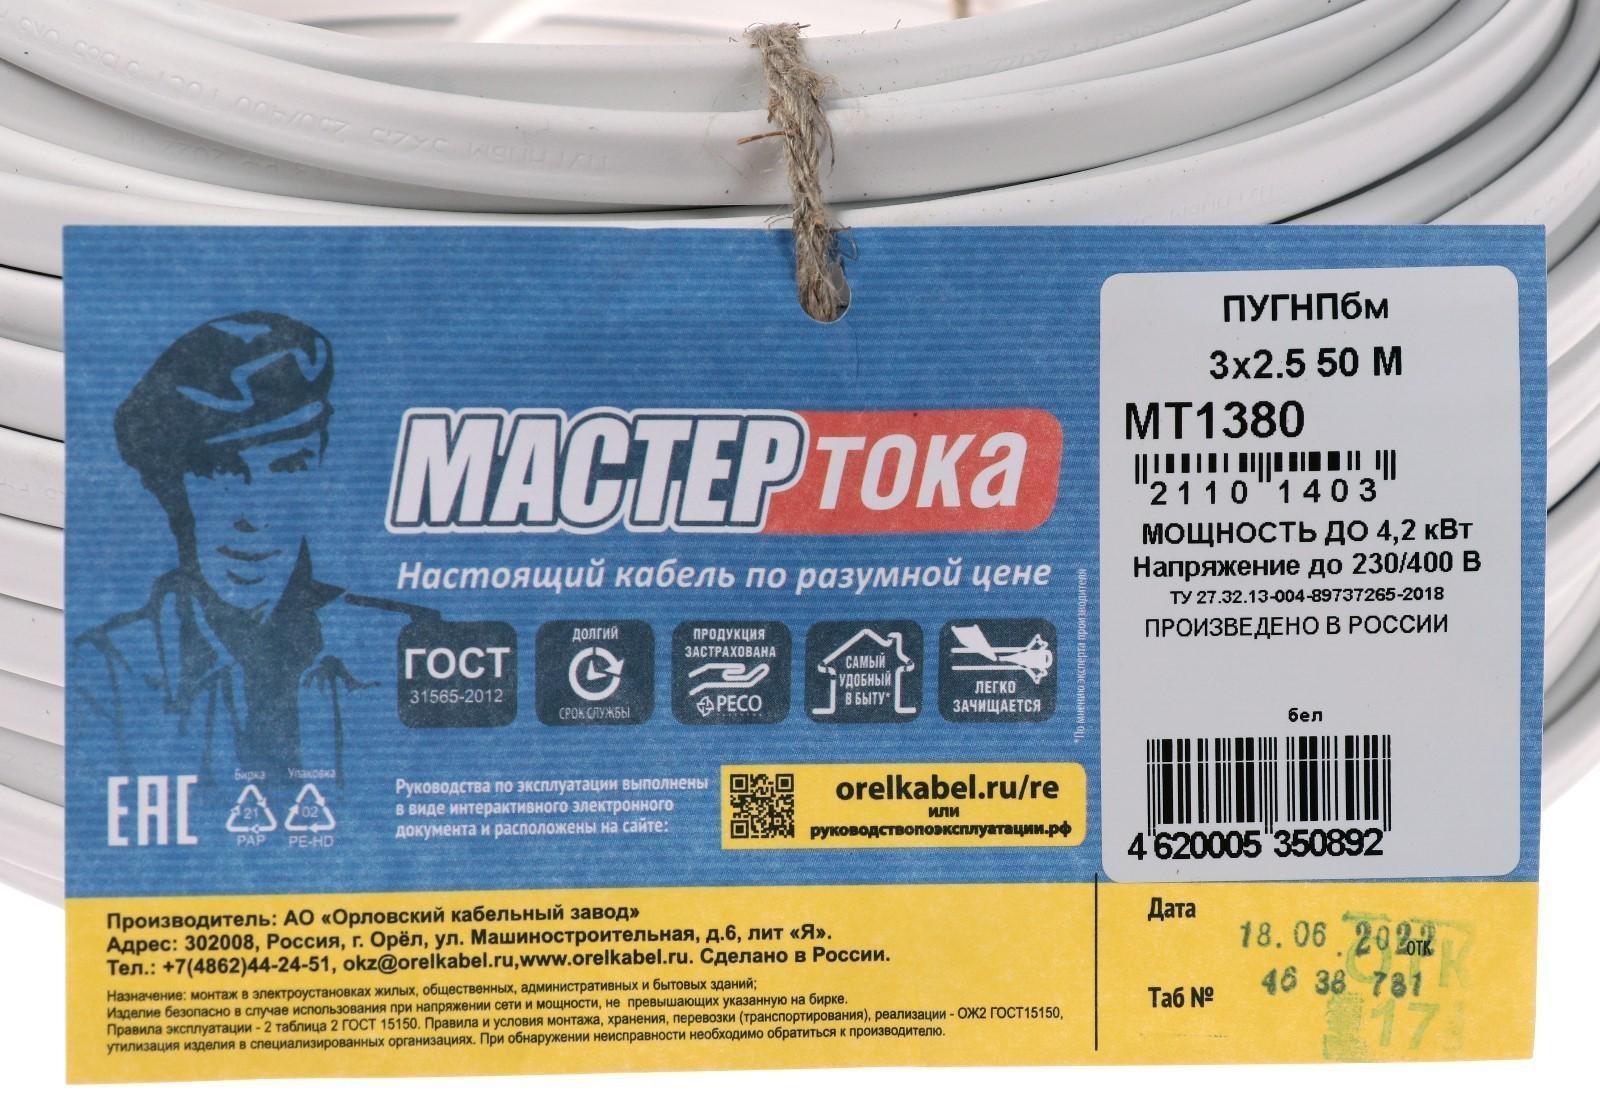 МАСТЕР ТОКА
Настоящий кабель по разумной цене
ГОСТ
31565-2012
ДОЛГИЙ
СРОК СЛУЖБЫ
ПРОДУКЦИЯ
ЗАСТРАХОВАНА
РЕСО
САМЫЙ
УДОБНЫЙ
В БЫТУ*
ЛЕГКО
ЗАЧИЩАЕТСЯ
*По мнению эксперта производителя
ЕАС
Бирка
21
PAP
Упаковка
02
PE-HD
Руководства по эксплуатации выполнены
в виде интерактивного электронного
документа и расположены на сайте:
orelkabel.ru/re
или
руководствопоэксплуатации.рф
ПУГНПбм
3х2.5 50 М
МТ1380
2110 1403
МОЩНОСТЬ ДО 4,2 кВт
Напряжение до 230/400 В
ТУ 27.32.13-004-89737265-2018
ПРОИЗВЕДЕНО В РОССИИ
бел
4 620005 350892
Производитель: АО «Орловский кабельный завод»
Адрес: 302008, Россия, г. Орёл, ул. Машиностроительная, д.6, лит «Я».
Тел.: +7(4862)44-24-51, okz@orelkabel.ru,www.orelkabel.ru. Сделано в России.
Назначение: монтаж в электроустановках жилых, общественных, административных и бытовых зданий;
Изделие безопасно в случае использования при напряжении сети и мощности, не превышающих указанную на бирке.
Правила эксплуатации - 2 таблица 2 ГОСТ 15150. Правила и условия монтажа, хранения, перевозки (транспортирования), реализации - ОЖ2 ГОСТ15150,
утилизация изделия в специализированных организациях. При обнаружении неисправности необходимо обратиться к производителю.
Дата
18.06.2022
ОТК
ОТК
Таб №
46 38 781
17